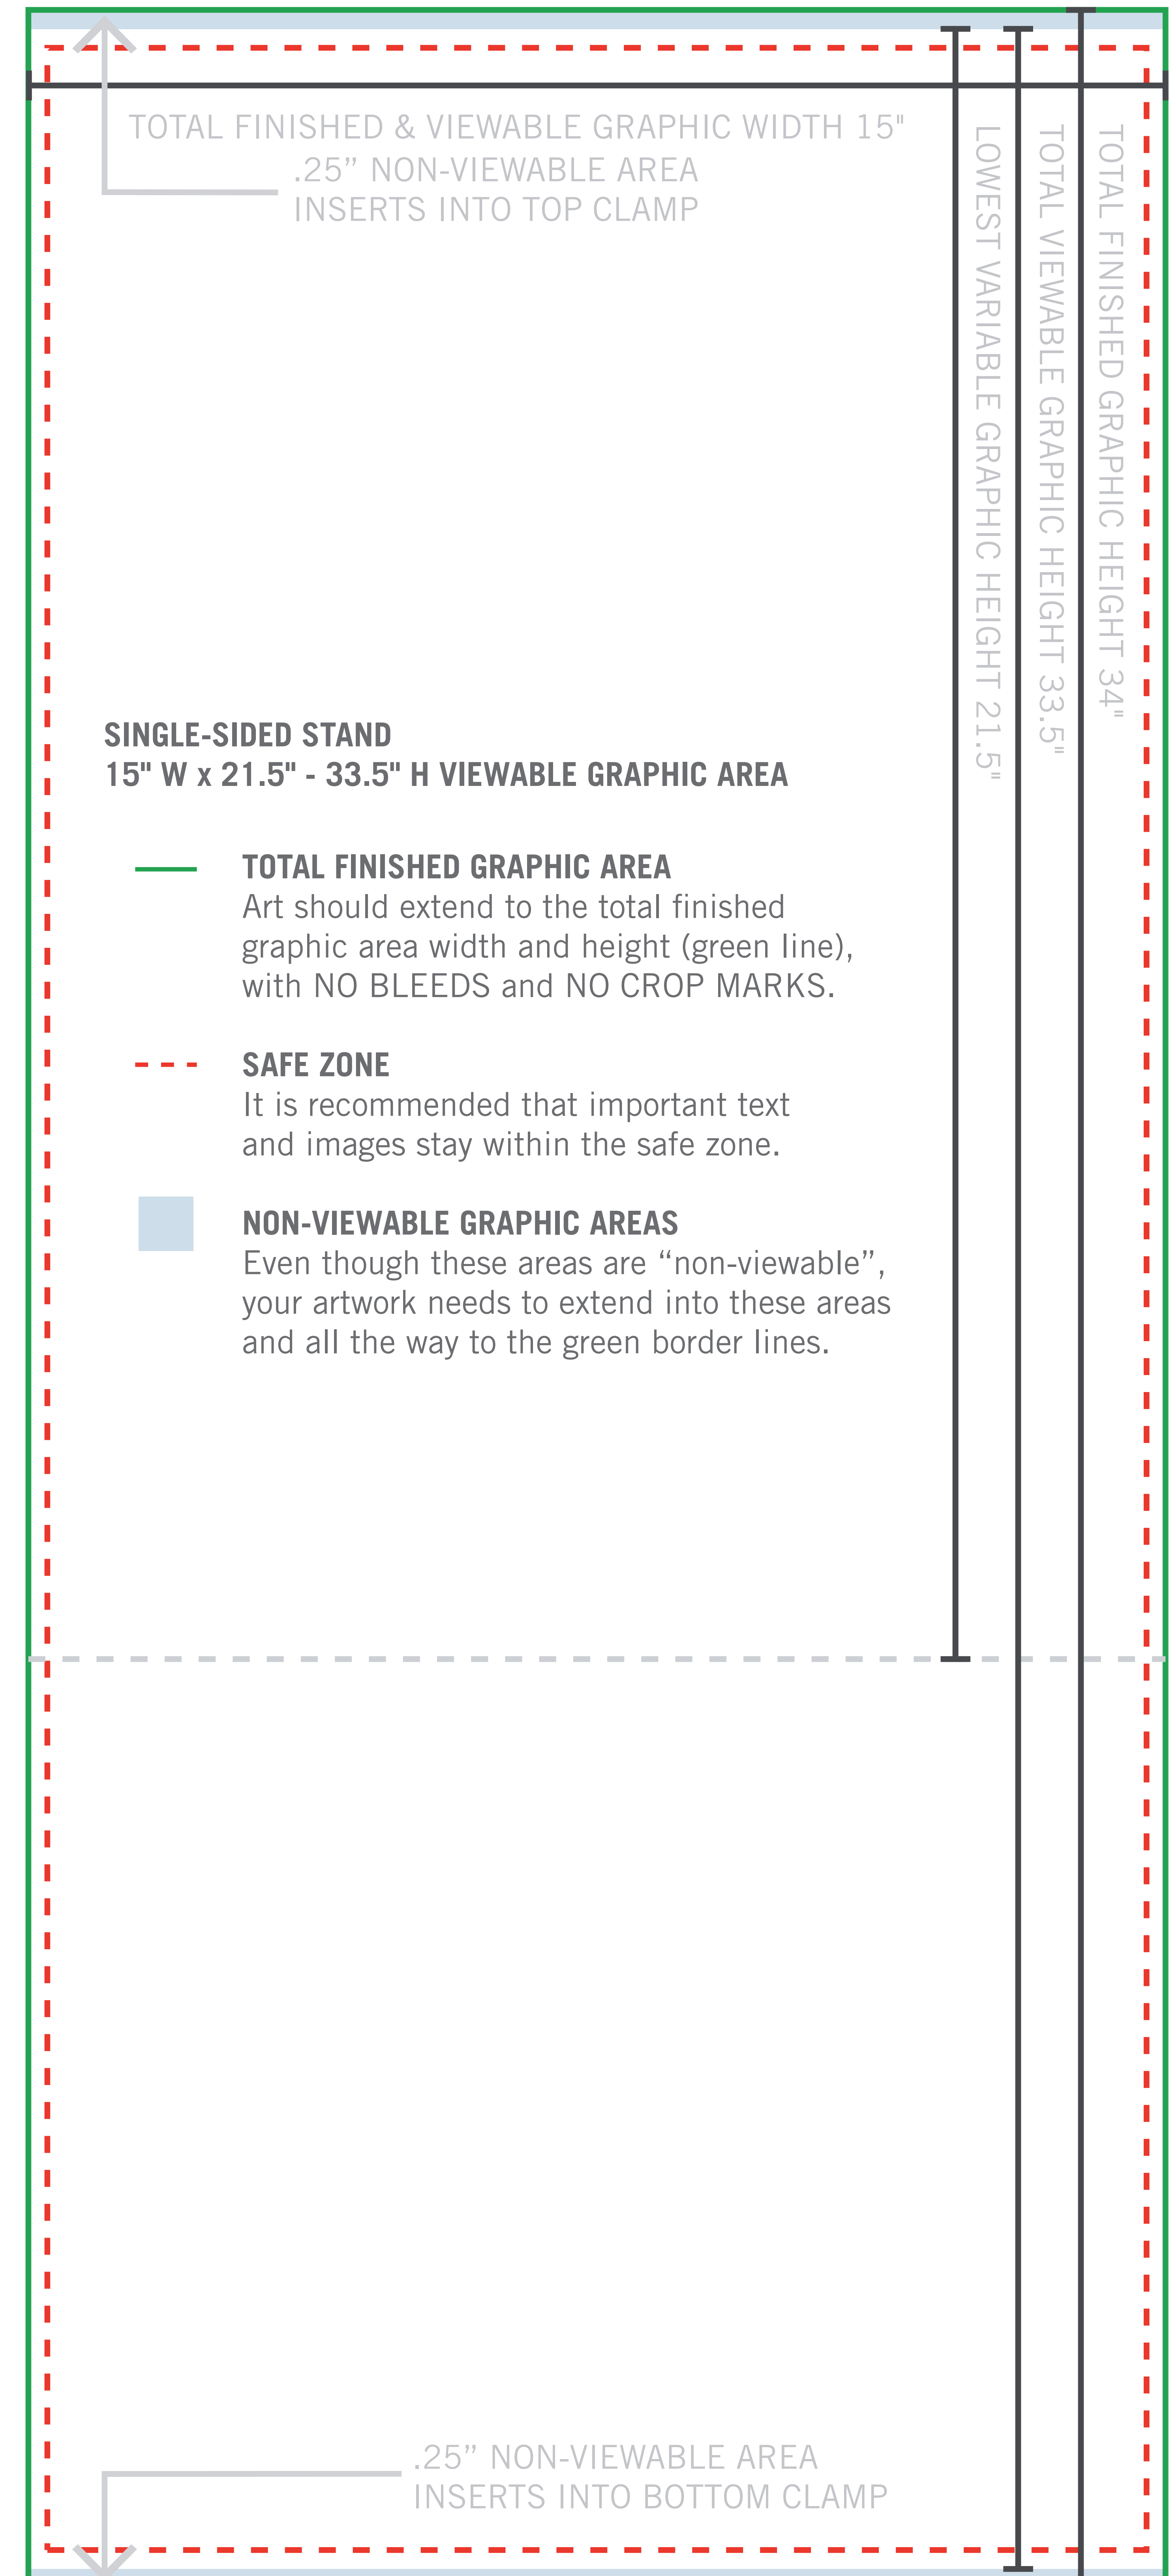 TOTAL FINISHED & VIEWABLE GRAPHIC WIDTH 15"
.25” NON-VIEWABLE AREA
INSERTS INTO TOP CLAMP
LOWEST VARIABLE GRAPHIC HEIGHT 21.5"
TOTAL VIEWABLE GRAPHIC HEIGHT 33.5"
TOTAL FINISHED GRAPHIC HEIGHT 34"
SINGLE-SIDED STAND
15" W x 21.5" - 33.5" H VIEWABLE GRAPHIC AREA
TOTAL FINISHED GRAPHIC AREA
Art should extend to the total finished
graphic area width and height (green line),
with NO BLEEDS and NO CROP MARKS.
SAFE ZONE
It is recommended that important text
and images stay within the safe zone.
NON-VIEWABLE GRAPHIC AREAS
Even though these areas are “non-viewable”,
your artwork needs to extend into these areas
and all the way to the green border lines.
.25” NON-VIEWABLE AREA
INSERTS INTO BOTTOM CLAMP